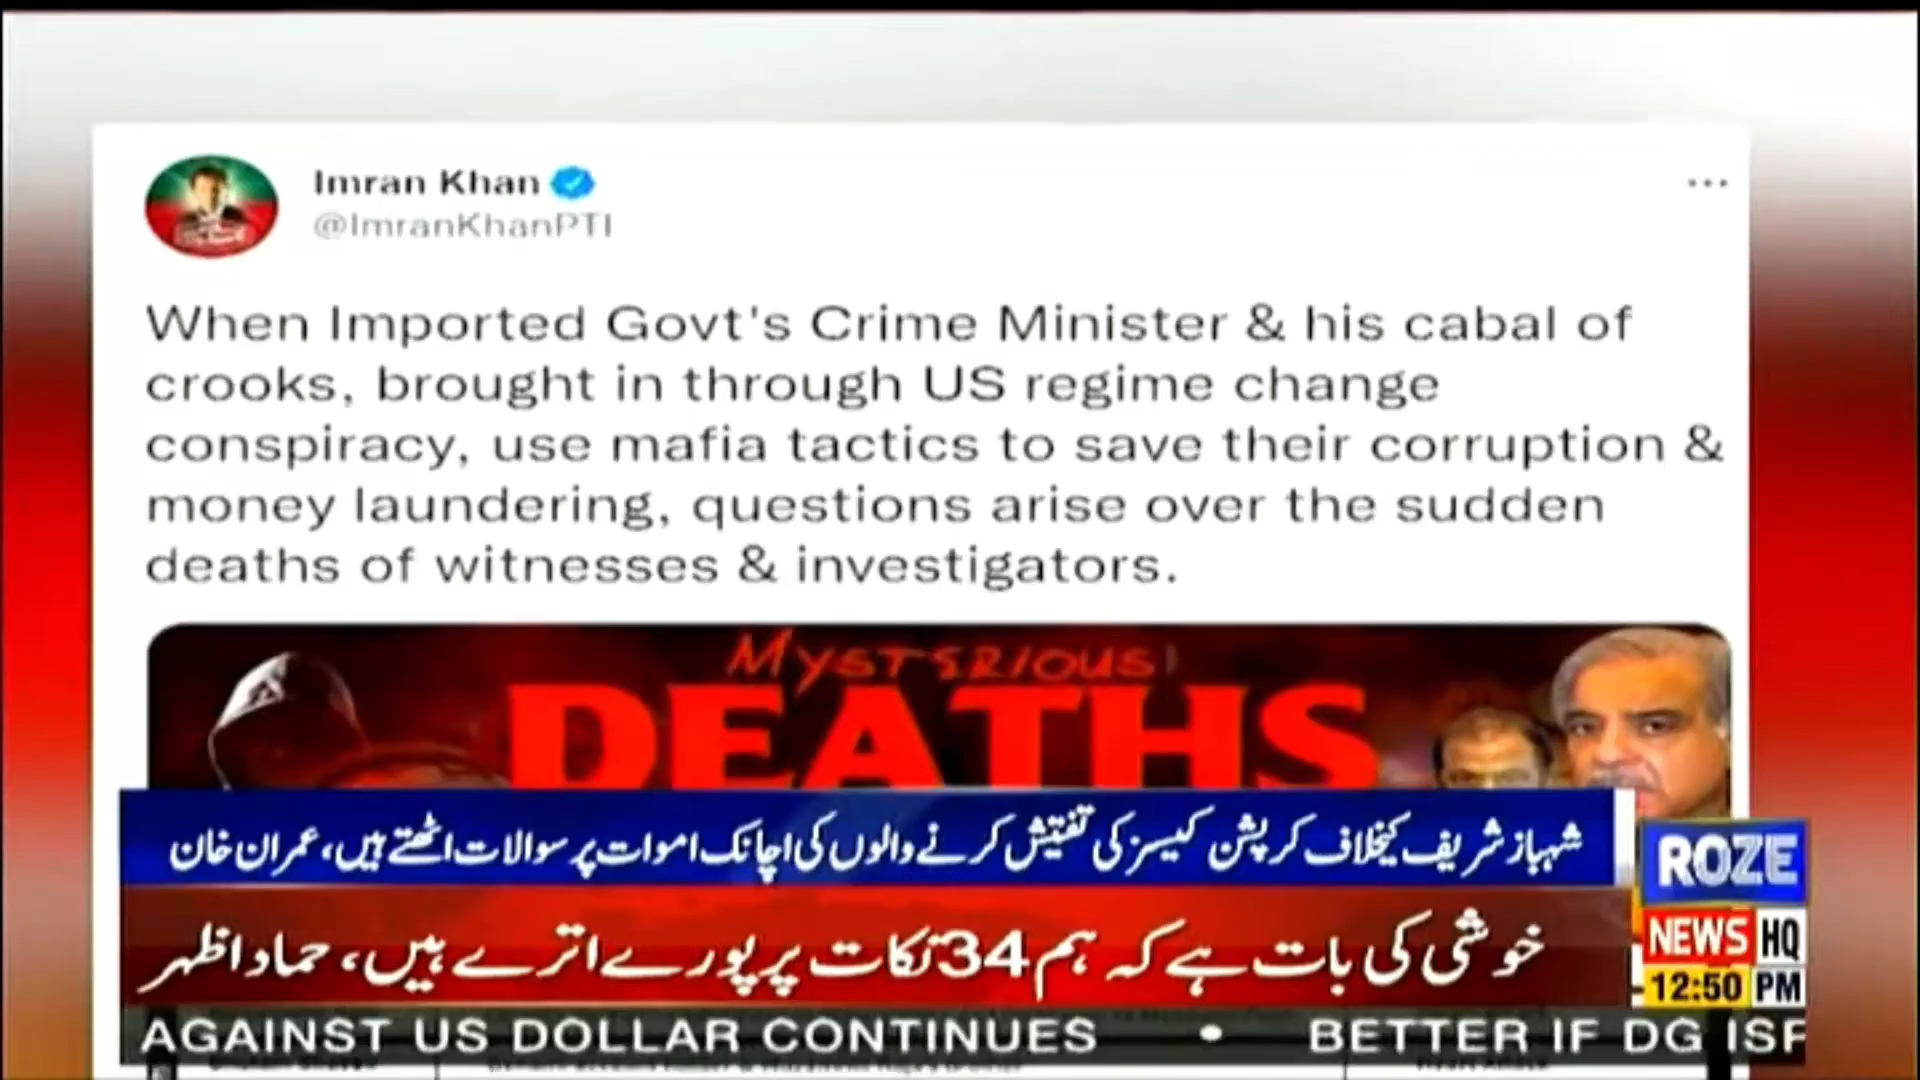 Imran Khan
@ImranKhanPTI
When Imported Govt's Crime Minister & his cabal of
crooks, brought in through US regime change
conspiracy, use mafia tactics to save their corruption &
money laundering, questions arise over the sudden
deaths of witnesses & investigators.
MYSTERIOUS
DEATHS
شہباز شریف کیخلاف کرپشن کیسز کی تفتیش کرنے والوں کی اچانک اموات پر سوالات اٹھتے ہیں، عمران خان
ROZE
NEWS HQ
12:50 PM
خوشی کی بات ہے کہ ہم 34 نکات پر پورے اترے ہیں، حماد اظہر
AGAINST US DOLLAR CONTINUES • BETTER IF DG ISP